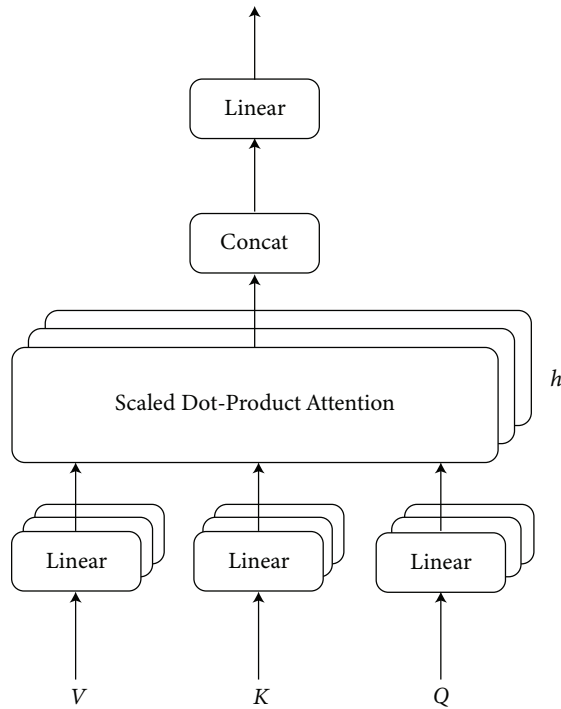 Linear
Concat
Scaled Dot-Product Attention
h
Linear Linear Linear
V K Q